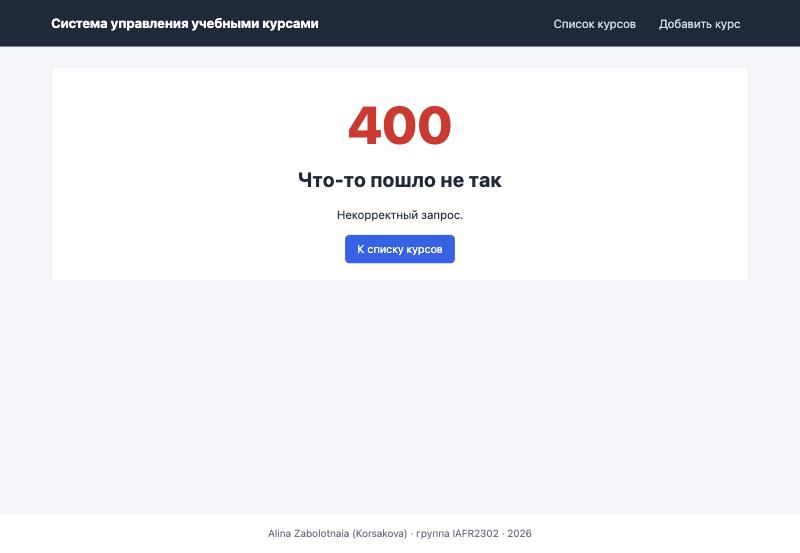 Система управления учебными курсами
Список курсов Добавить курс
400
Что-то пошло не так
Некорректный запрос.
К списку курсов
Alina Zabolotnaia (Korsakova) · группа IAFR2302 · 2026